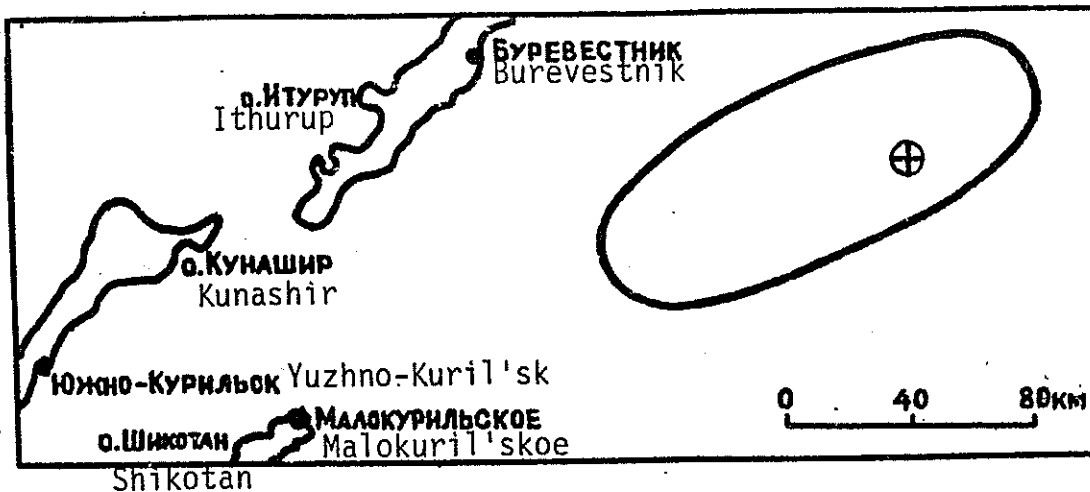 БУРЕВЕСТНИК
Burevestnik
о.ИТУРУП
Ithurup
о.КУНАШИР
Kunashir
ЮЖНО-КУРИЛЬСК Yuzhno-Kuril'sk
0 40 80км
МАЛОКУРИЛЬСКОЕ
о.ШИКОТАН
Malokuril'skoe
Shikotan